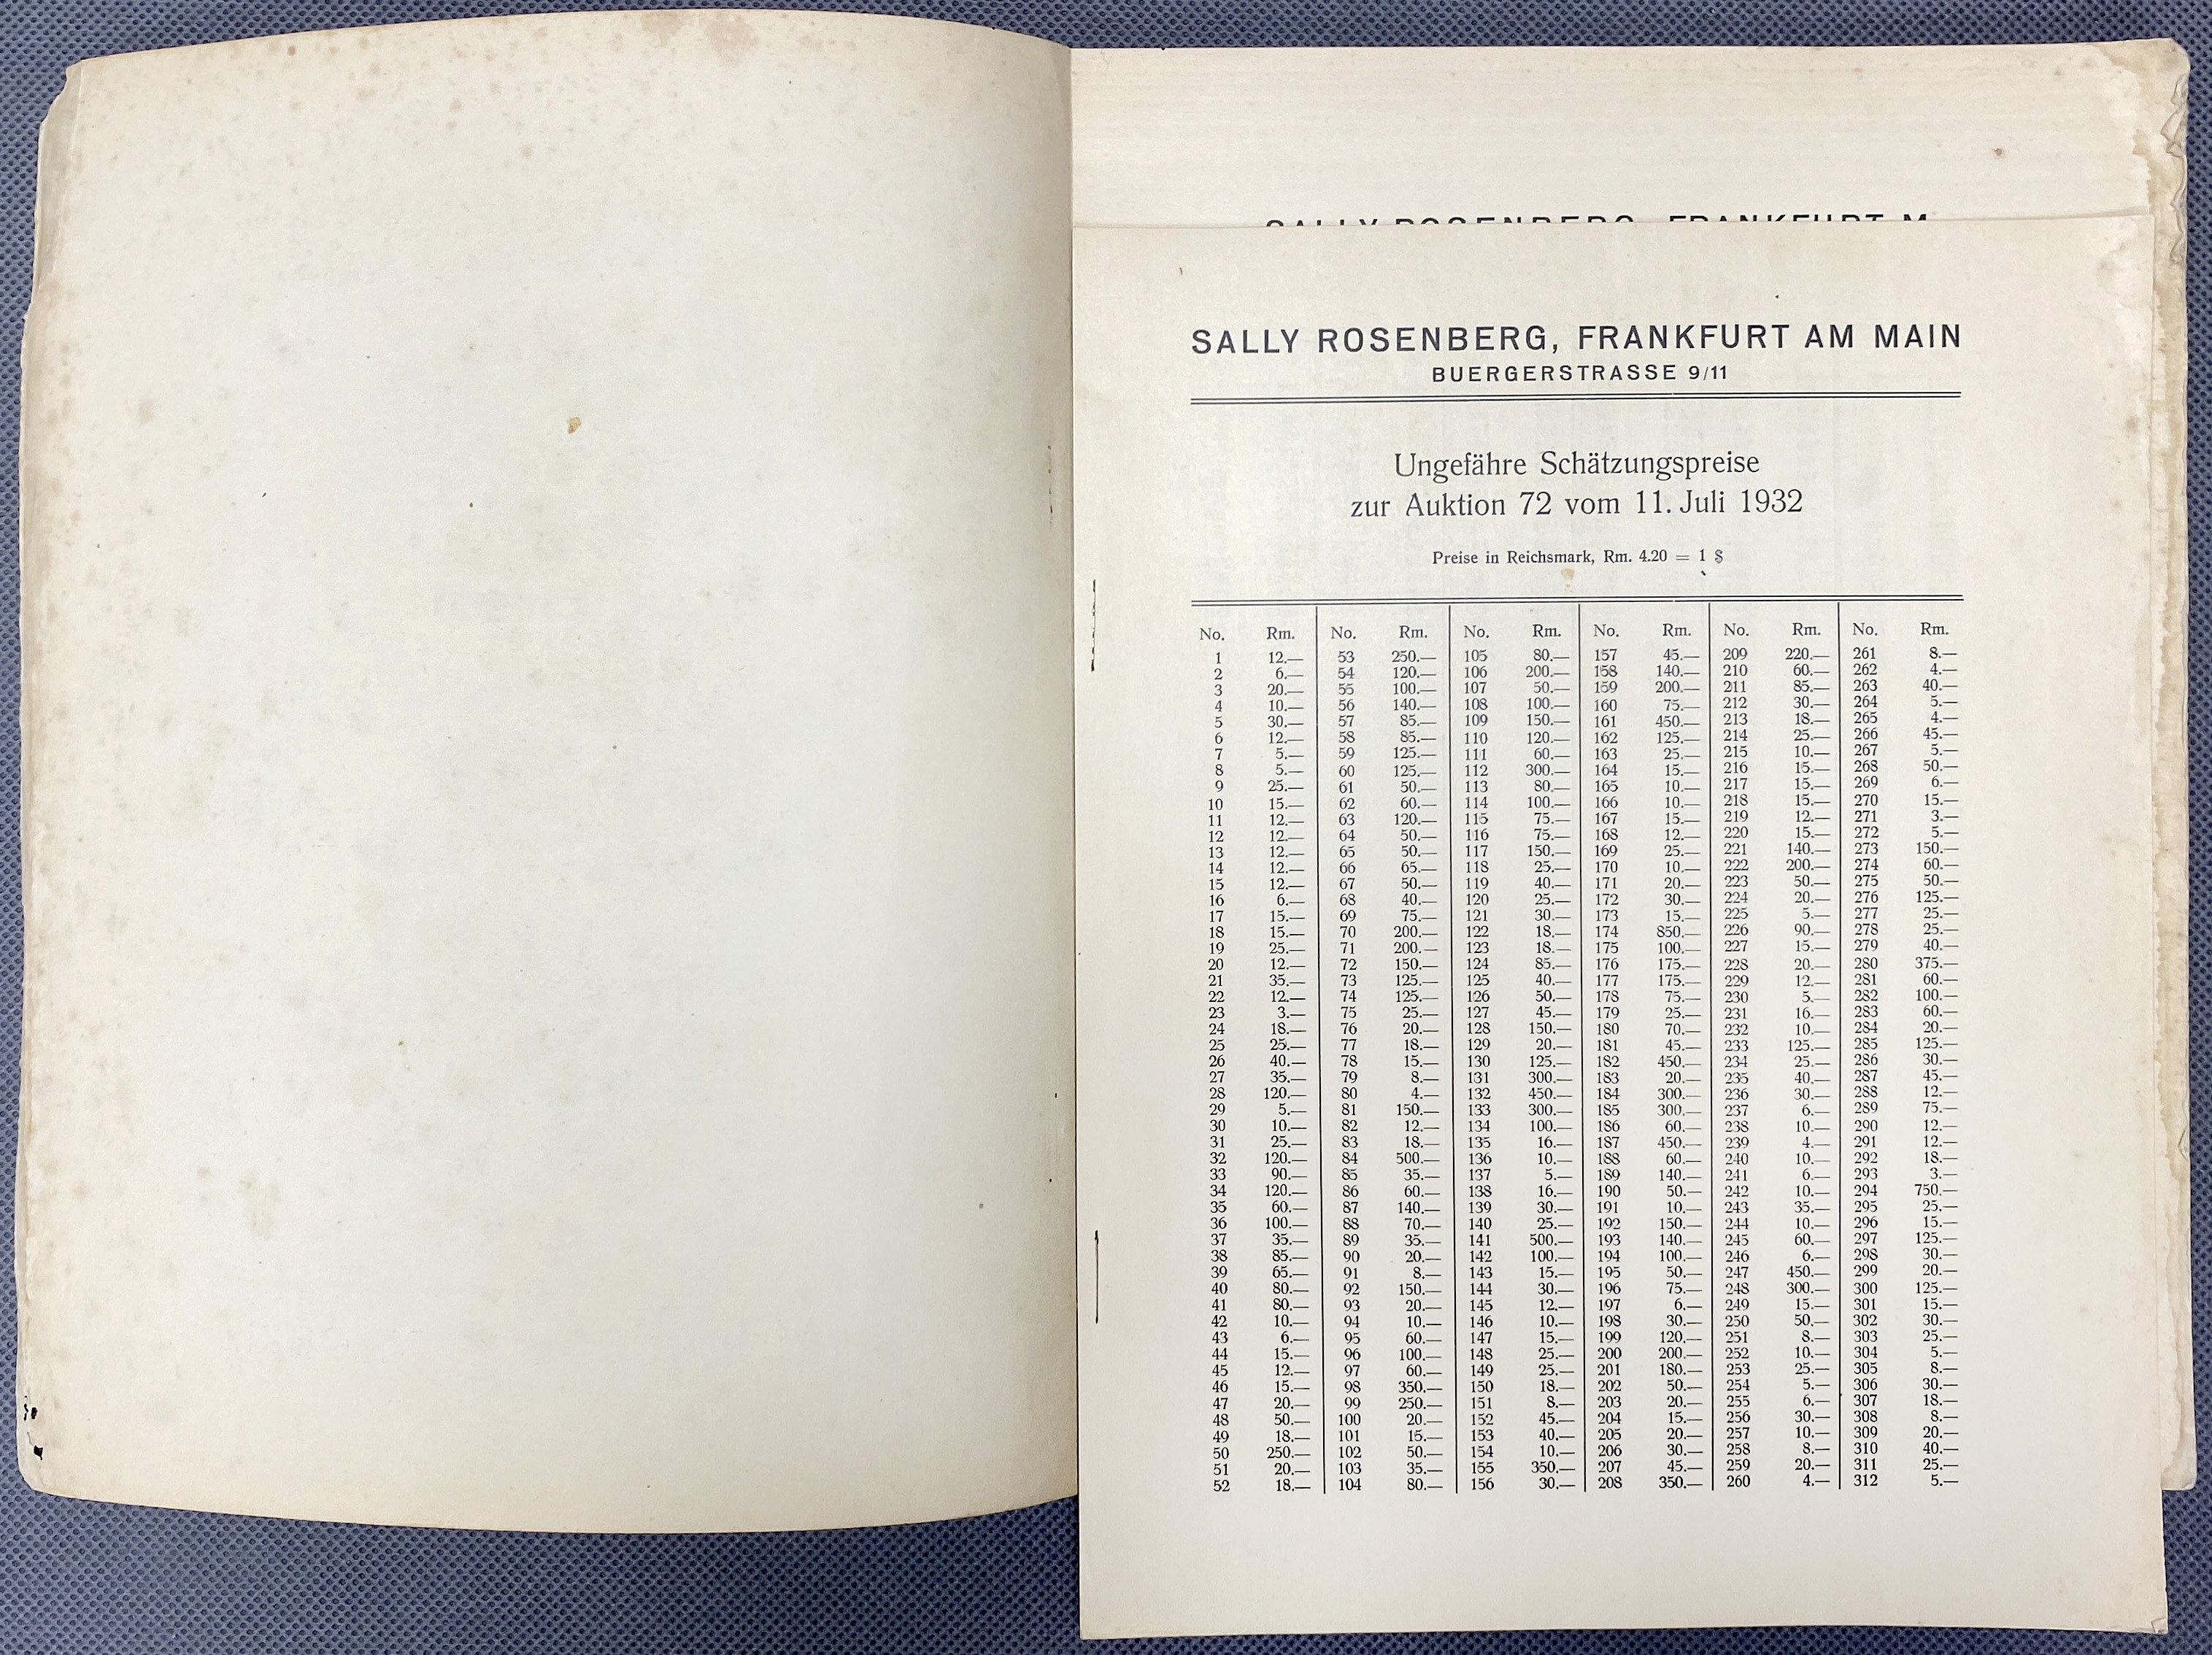 SALLY ROSENBERG, FRANKFURT M
SALLY ROSENBERG, FRANKFURT AM MAIN
BUERGERSTRASSE 9/11
Ungefähre Schätzungspreise
zur Auktion 72 vom 11. Juli 1932
Preise in Reichsmark, Rm. 4.20 = 1 $
No. Rm. No. Rm. No. Rm. No. Rm. No. Rm. No. Rm.
1 12.— 53 250.— 105 80.— 157 45.— 209 220.— 261 8.—
2 6.— 54 120.— 106 200.— 158 140.— 210 60.— 262 4.—
3 20.— 55 100.— 107 50.— 159 200.— 211 85.— 263 40.—
4 10.— 56 140.— 108 100.— 160 75.— 212 30.— 264 5.—
5 30.— 57 85.— 109 150.— 161 450.— 213 18.— 265 4.—
6 12.— 58 85.— 110 120.— 162 125.— 214 25.— 266 45.—
7 5.— 59 125.— 111 60.— 163 25.— 215 10.— 267 5.—
8 5.— 60 125.— 112 300.— 164 15.— 216 15.— 268 50.—
9 25.— 61 50.— 113 80.— 165 10.— 217 15.— 269 6.—
10 15.— 62 60.— 114 100.— 166 10.— 218 15.— 270 15.—
11 12.— 63 120.— 115 75.— 167 15.— 219 12.— 271 3.—
12 12.— 64 50.— 116 75.— 168 12.— 220 15.— 272 5.—
13 12.— 65 50.— 117 150.— 169 25.— 221 140.— 273 150.—
14 12.— 66 65.— 118 25.— 170 10.— 222 200.— 274 60.—
15 12.— 67 50.— 119 40.— 171 20.— 223 50.— 275 50.—
16 6.— 68 40.— 120 25.— 172 30.— 224 20.— 276 125.—
17 15.— 69 75.— 121 30.— 173 15.— 225 5.— 277 25.—
18 15.— 70 200.— 122 18.— 174 850.— 226 90.— 278 25.—
19 25.— 71 200.— 123 18.— 175 100.— 227 15.— 279 40.—
20 12.— 72 150.— 124 85.— 176 175.— 228 20.— 280 375.—
21 35.— 73 125.— 125 40.— 177 175.— 229 12.— 281 60.—
22 12.— 74 125.— 126 50.— 178 75.— 230 5.— 282 100.—
23 3.— 75 25.— 127 45.— 179 25.— 231 16.— 283 60.—
24 18.— 76 20.— 128 150.— 180 70.— 232 10.— 284 20.—
25 25.— 77 18.— 129 20.— 181 45.— 233 125.— 285 125.—
26 40.— 78 15.— 130 125.— 182 450.— 234 25.— 286 30.—
27 35.— 79 8.— 131 300.— 183 20.— 235 40.— 287 45.—
28 120.— 80 4.— 132 450.— 184 300.— 236 30.— 288 12.—
29 5.— 81 150.— 133 300.— 185 300.— 237 6.— 289 75.—
30 10.— 82 12.— 134 100.— 186 60.— 238 10.— 290 12.—
31 25.— 83 18.— 135 16.— 187 450.— 239 4.— 291 12.—
32 120.— 84 500.— 136 10.— 188 60.— 240 10.— 292 18.—
33 90.— 85 35.— 137 5.— 189 140.— 241 6.— 293 3.—
34 120.— 86 60.— 138 16.— 190 50.— 242 10.— 294 750.—
35 60.— 87 140.— 139 30.— 191 10.— 243 35.— 295 25.—
36 100.— 88 70.— 140 25.— 192 150.— 244 10.— 296 15.—
37 35.— 89 35.— 141 500.— 193 140.— 245 60.— 297 125.—
38 85.— 90 20.— 142 100.— 194 100.— 246 6.— 298 30.—
39 65.— 91 8.— 143 15.— 195 50.— 247 450.— 299 20.—
40 80.— 92 150.— 144 30.— 196 75.— 248 300.— 300 125.—
41 80.— 93 20.— 145 12.— 197 6.— 249 15.— 301 15.—
42 10.— 94 10.— 146 10.— 198 30.— 250 50.— 302 30.—
43 6.— 95 60.— 147 15.— 199 120.— 251 8.— 303 25.—
44 15.— 96 100.— 148 25.— 200 200.— 252 10.— 304 5.—
45 12.— 97 60.— 149 25.— 201 180.— 253 25.— 305 8.—
46 15.— 98 350.— 150 18.— 202 50.— 254 5.— 306 30.—
47 20.— 99 250.— 151 8.— 203 20.— 255 6.— 307 18.—
48 50.— 100 20.— 152 45.— 204 15.— 256 30.— 308 8.—
49 18.— 101 15.— 153 40.— 205 20.— 257 10.— 309 20.—
50 250.— 102 50.— 154 10.— 206 30.— 258 8.— 310 40.—
51 20.— 103 35.— 155 350.— 207 45.— 259 20.— 311 25.—
52 18.— 104 80.— 156 30.— 208 350.— 260 4.— 312 5.—